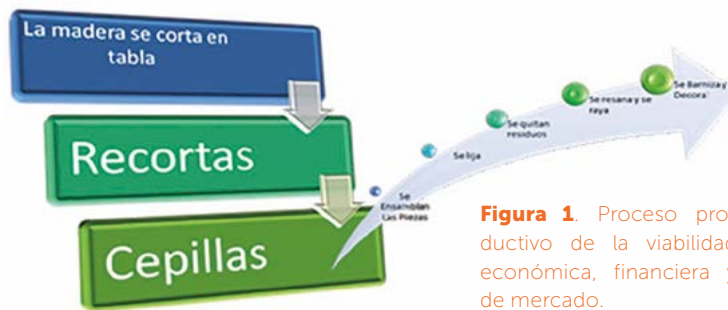 La madera se corta en
tabla
Recortas
Cepillas
Se
Ensamblan
Las Piezas
Se lija
Se quitan
residuos
Se resana y se
raya
Se Barniza y
Decora
Figura 1. Proceso pro-
ductivo de la viabilidad
económica, financiera y
de mercado.